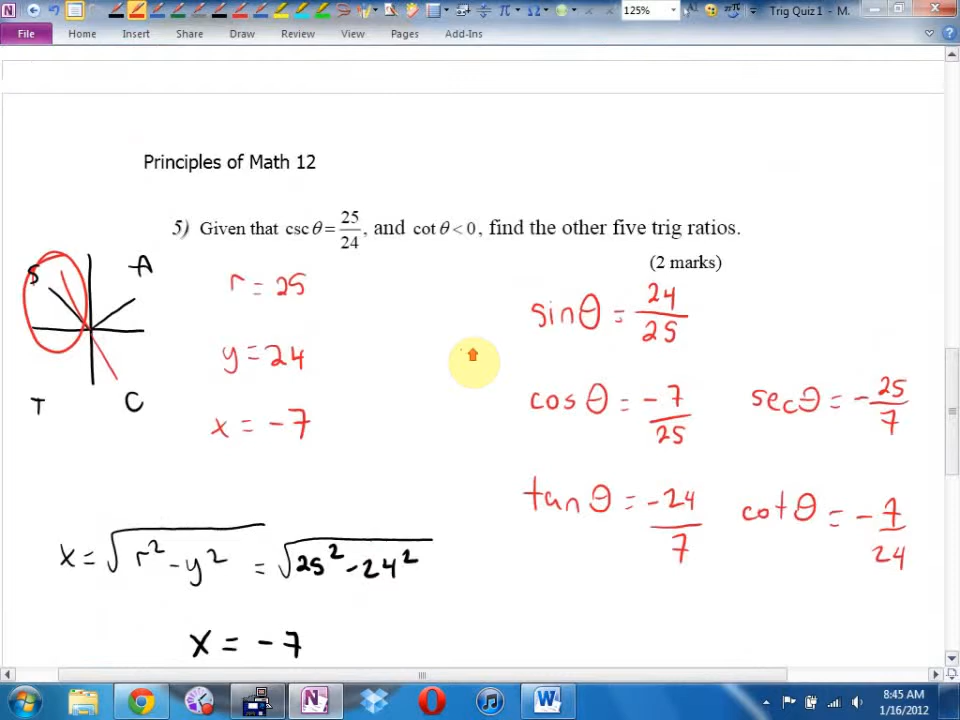 125%
Trig Quiz 1 - M.
File Home Insert Share Draw Review View Pages Add-Ins
Principles of Math 12
5) Given that csc θ = 25/24, and cot θ < 0, find the other five trig ratios.
(2 marks)
S A
T C
r = 25
y = 24
x = -7
sin θ = 24/25
cos θ = -7/25 sec θ = -25/7
tan θ = -24/7 cot θ = -7/24
x = √r² - y² = √25² - 24²
x = -7
8:45 AM
1/16/2012